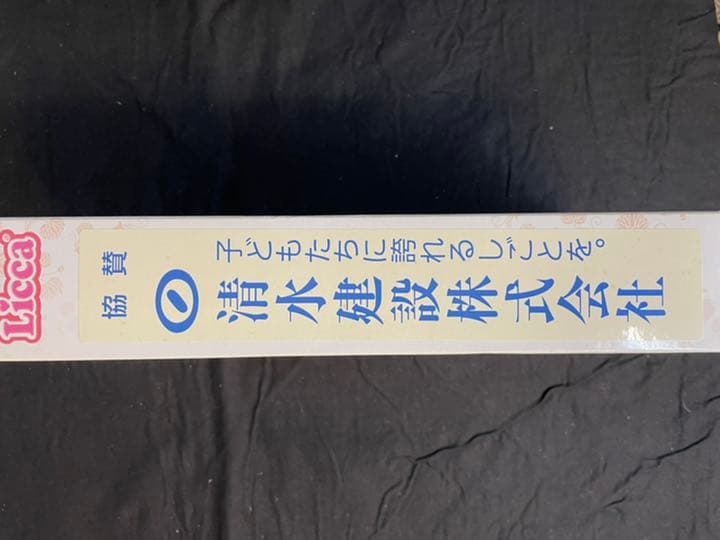 Licca
協賛
子どもたちに誇れるしごとを。
清水建設株式会社